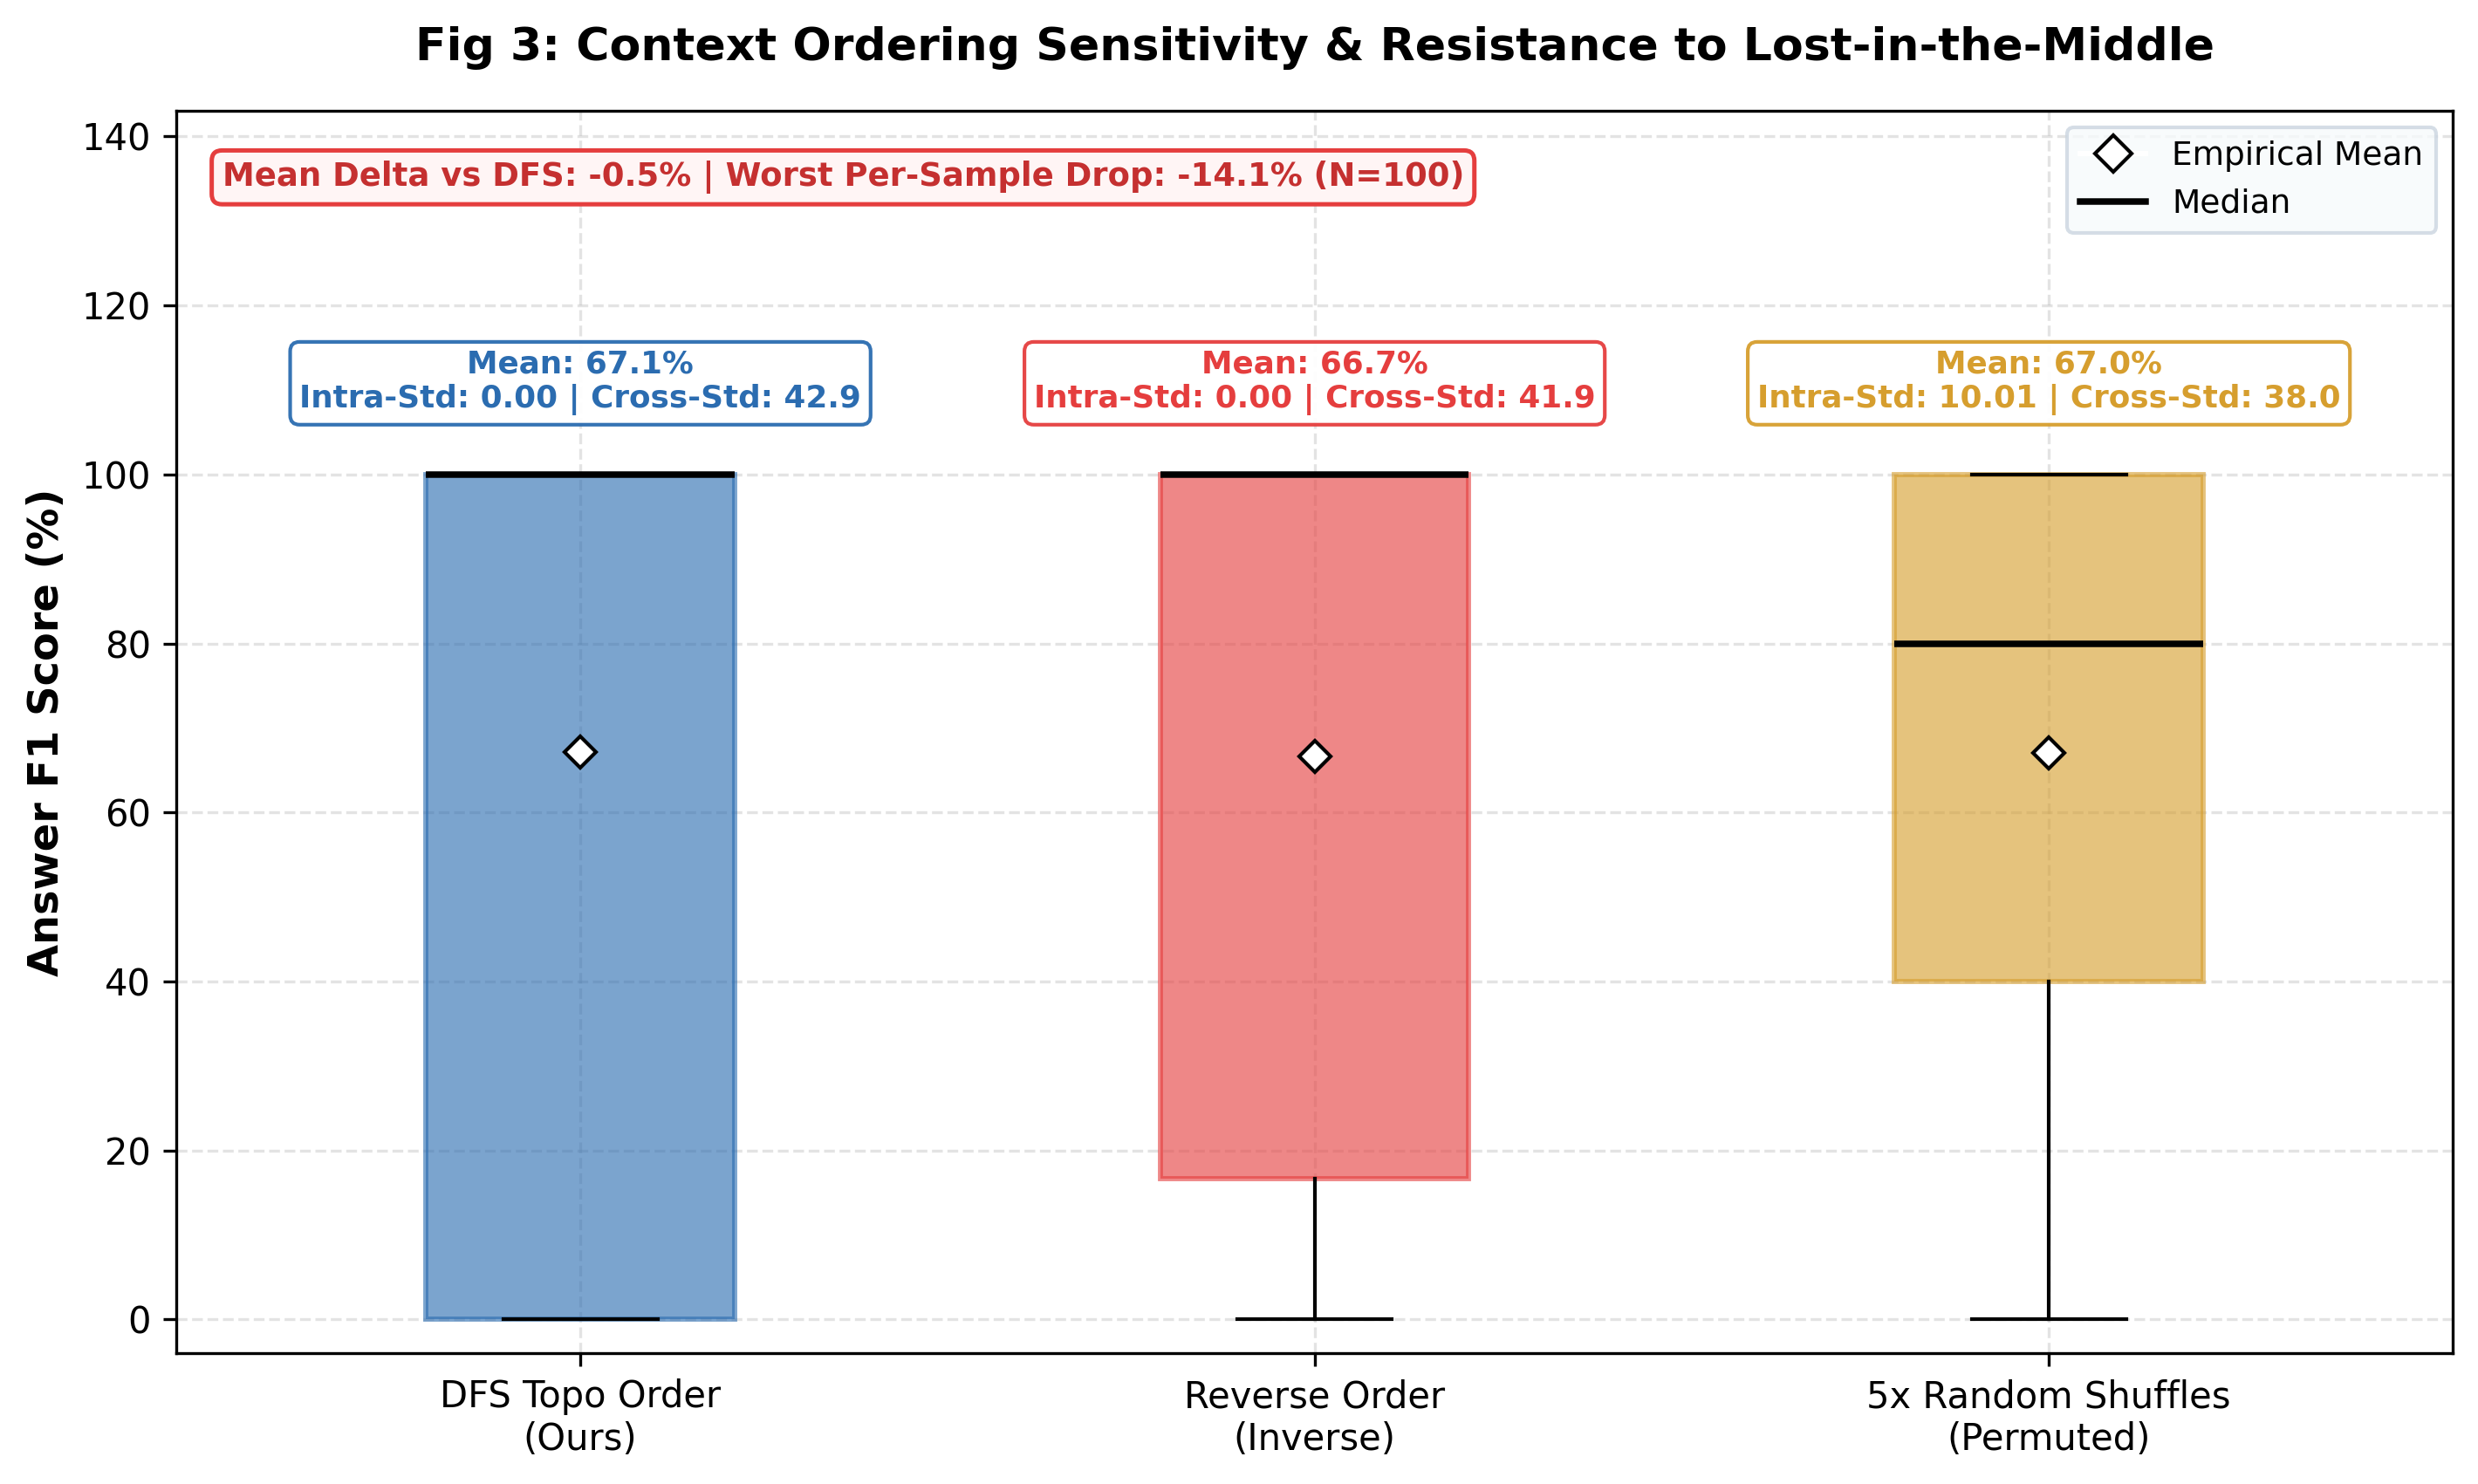 Fig 3: Context Ordering Sensitivity & Resistance to Lost-in-the-Middle
140
120
100
80
60
40
20
0
Answer F1 Score (%)
Mean Delta vs DFS: -0.5% | Worst Per-Sample Drop: -14.1% (N=100)
Empirical Mean
Median
Mean: 67.1%
Intra-Std: 0.00 | Cross-Std: 42.9
Mean: 66.7%
Intra-Std: 0.00 | Cross-Std: 41.9
Mean: 67.0%
Intra-Std: 10.01 | Cross-Std: 38.0
DFS Topo Order
(Ours)
Reverse Order
(Inverse)
5x Random Shuffles
(Permuted)